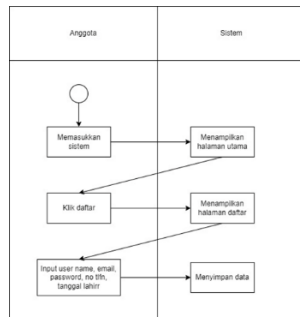 Anggota
Sistem
Memasukkan
sistem
Menampilkan
halaman utama
Klik daftar
Menampilkan
halaman daftar
Input user name, email,
password, no tlfn,
tanggal lahirr
Menyimpan data